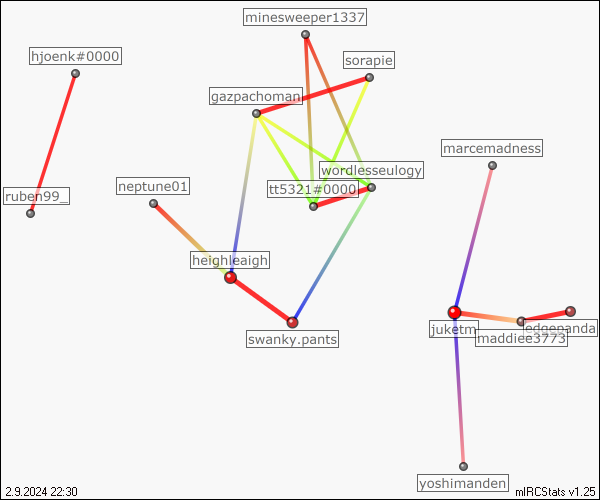 minesweeper1337
hjoenk#0000
sorapie
gazpachoman
marcemadness
wordlesseulogy
neptune01
tt5321#0000
ruben99_
heighleaigh
juketm
edgenanda
swanky.pants
maddiee3773
yoshimanden
2.9.2024 22:30
mIRCStats v1.25